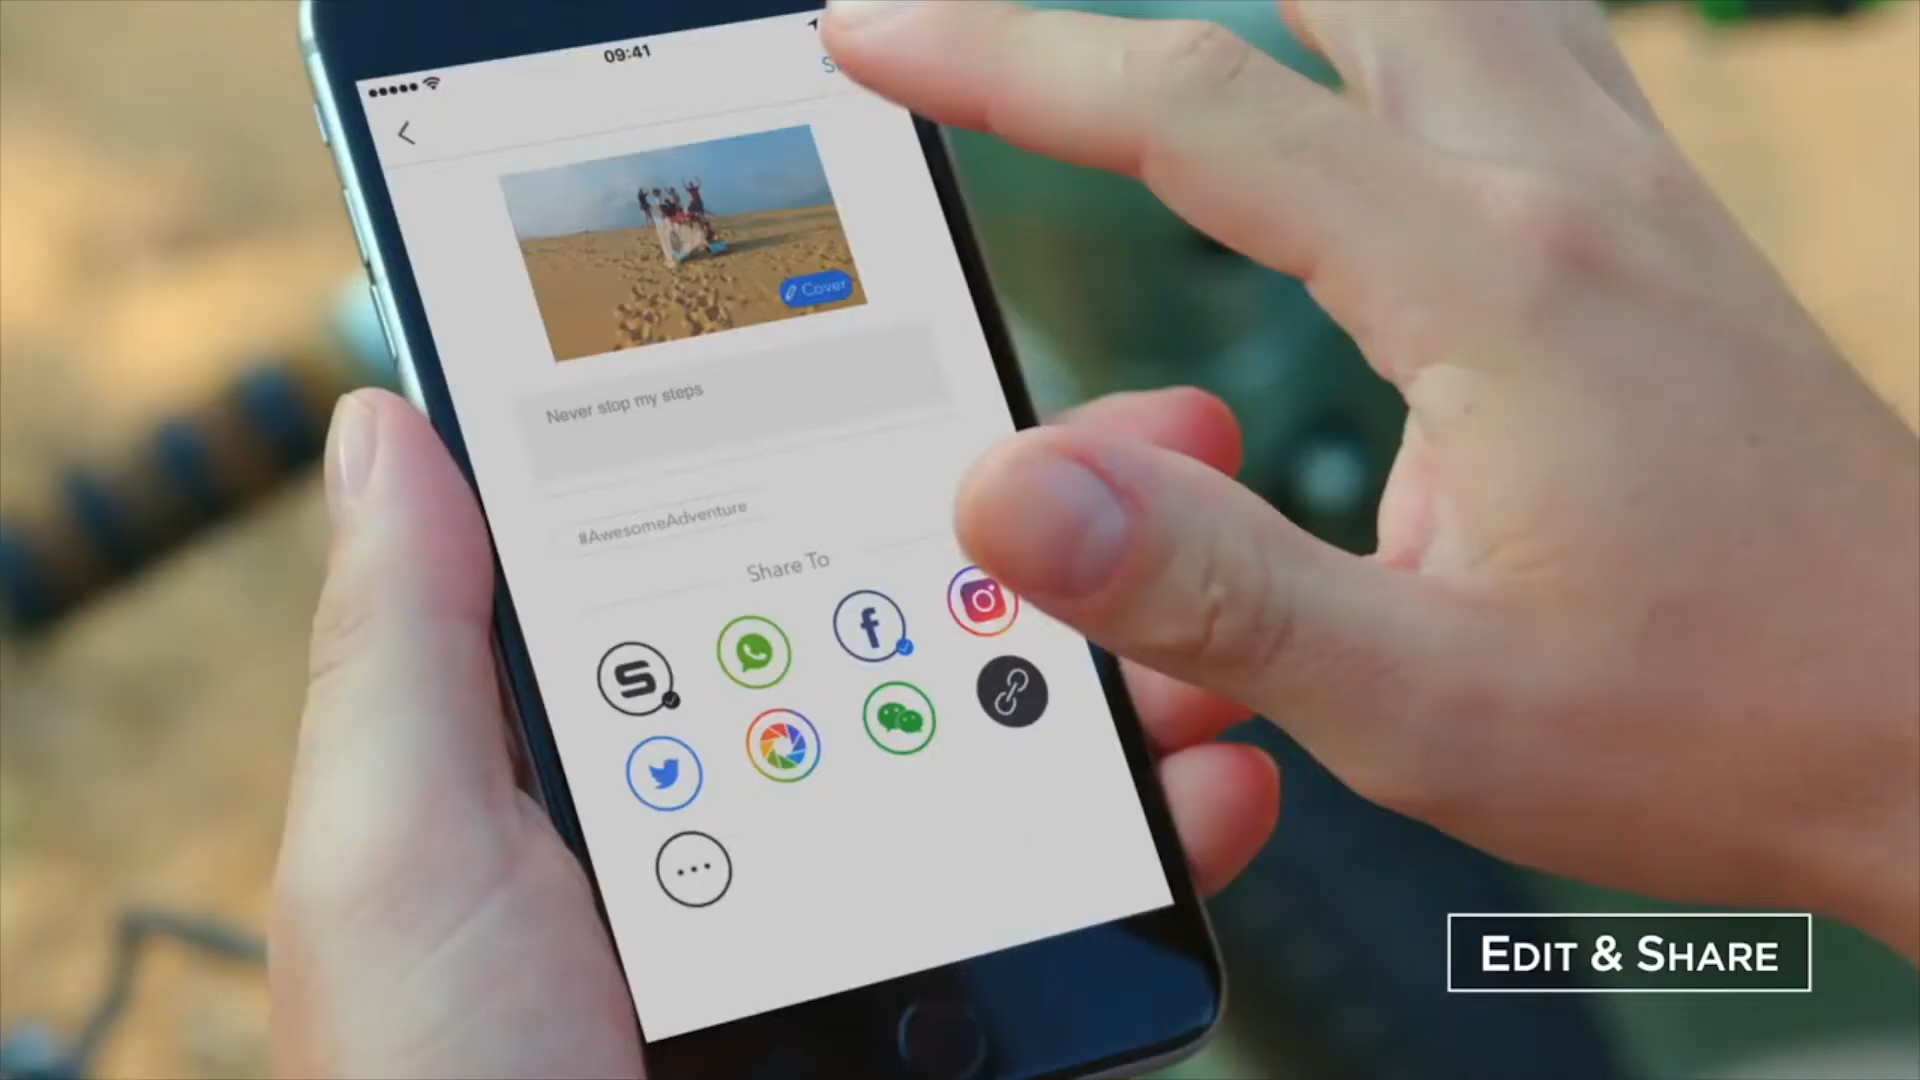 09:41
Cover
Never stop my steps
#AwesomeAdventure
Share To
EDIT & SHARE